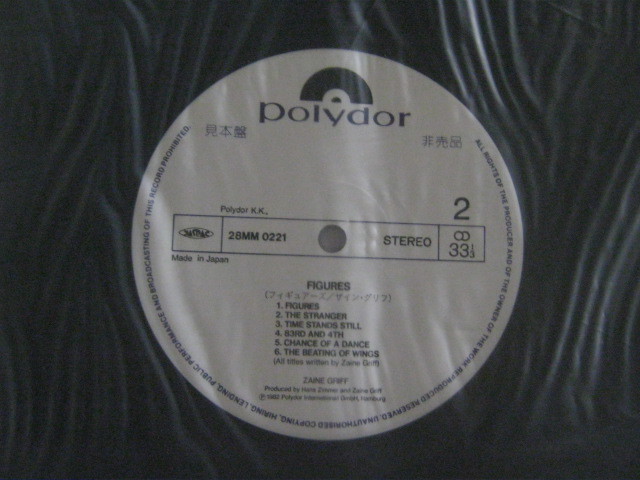 polydor
見本盤
非売品
Polydor K.K.,
2
JASRAC
28MM 0221
STEREO
33 1/3
Made in Japan
FIGURES
(フィギュアーズ/ザイン・グリフ)
1. FIGURES
2. THE STRANGER
3. TIME STANDS STILL
4. 83RD AND 4TH
5. CHANCE OF A DANCE
6. THE BEATING OF WINGS
(All titles written by Zaine Griff)
ZAINE GRIFF
Produced by Hans Zimmer and Zaine Griff
℗ 1982 Polydor International GmbH, Hamburg
ALL RIGHTS OF THE PRODUCER AND OF THE OWNER OF THE WORK REPRODUCED RESERVED. UNAUTHORISED COPYING, HIRING, LENDING, PUBLIC PERFORMANCE AND BROADCASTING OF THIS RECORD PROHIBITED.